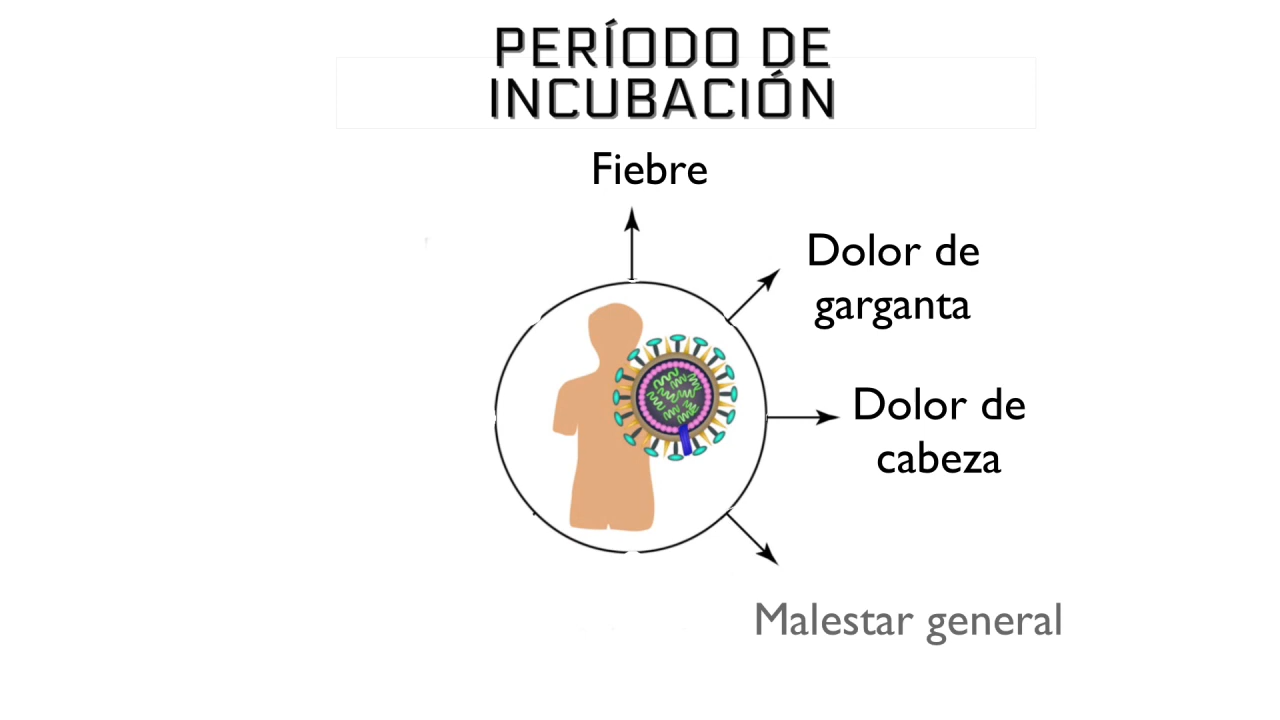 PERÍODO DE
INCUBACIÓN
Fiebre
Dolor de
garganta
Dolor de
cabeza
Malestar general